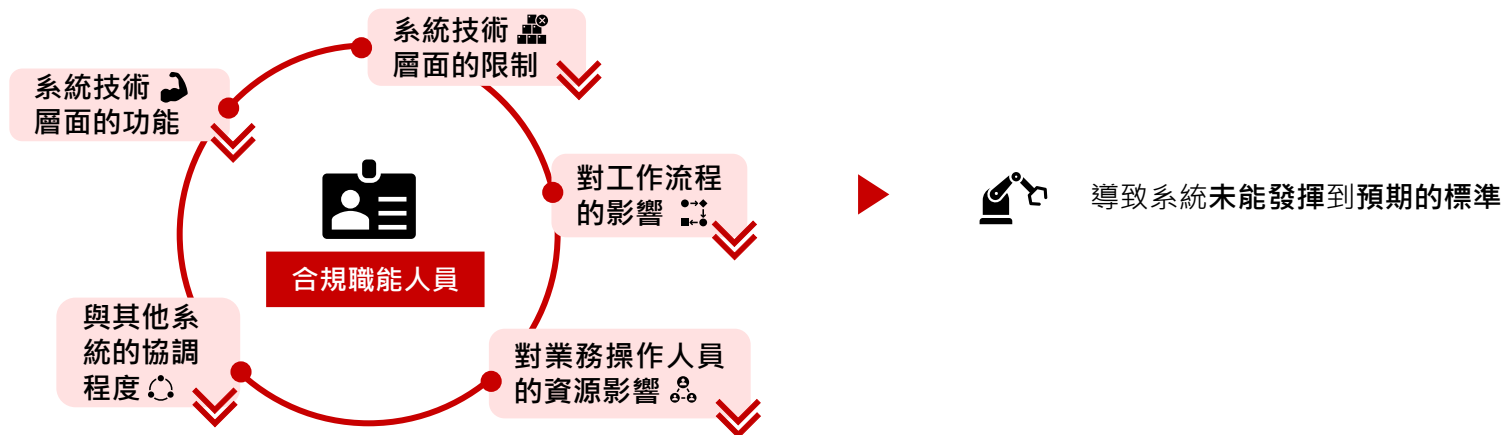 系統技術
層面的限制
系統技術
層面的功能
對工作流程
的影響
導致系統未能發揮到預期的標準
合規職能人員
與其他系
統的協調
程度
對業務操作人員
的資源影響